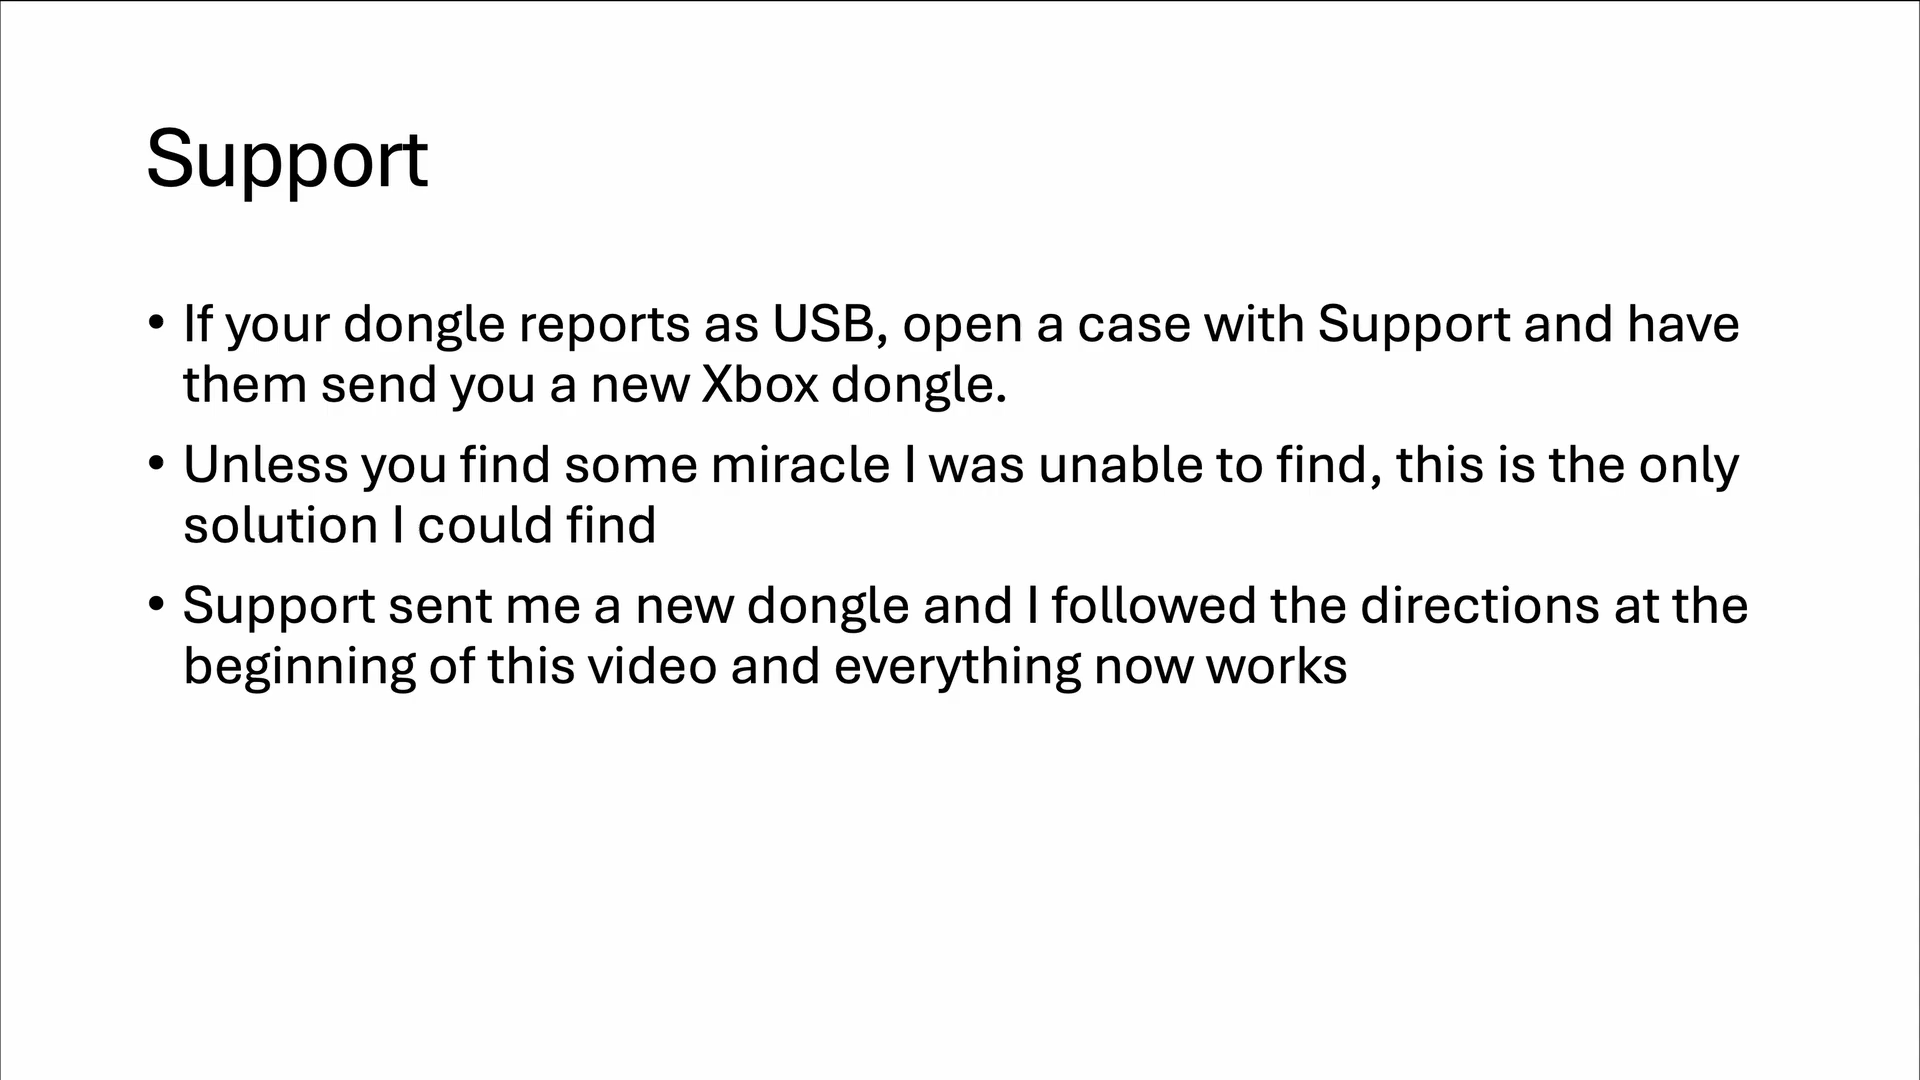 Support
• If your dongle reports as USB, open a case with Support and have
them send you a new Xbox dongle.
• Unless you find some miracle I was unable to find, this is the only
solution I could find
• Support sent me a new dongle and I followed the directions at the
beginning of this video and everything now works